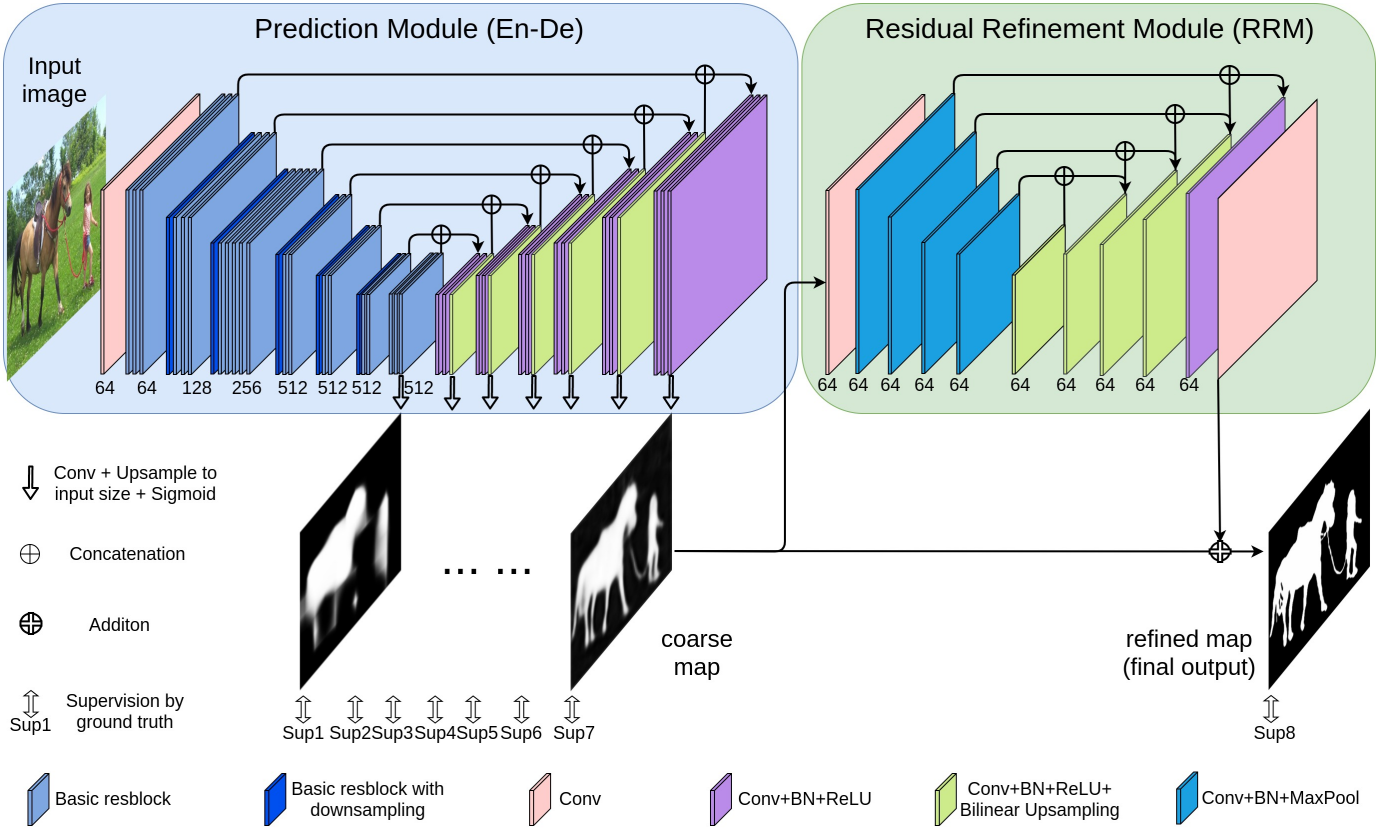 Prediction Module (En-De)
Residual Refinement Module (RRM)
Input
image
64
64
128
256
512
512
512
512
64
64
64
64
64
64
64
64
64
64
Conv + Upsample to
input size + Sigmoid
Concatenation
Additon
Supervision by
ground truth
Sup1
... ...
coarse
map
refined map
(final output)
Sup1
Sup2
Sup3
Sup4
Sup5
Sup6
Sup7
Sup8
Basic resblock
Basic resblock with
downsampling
Conv
Conv+BN+ReLU
Conv+BN+ReLU+
Bilinear Upsampling
Conv+BN+MaxPool